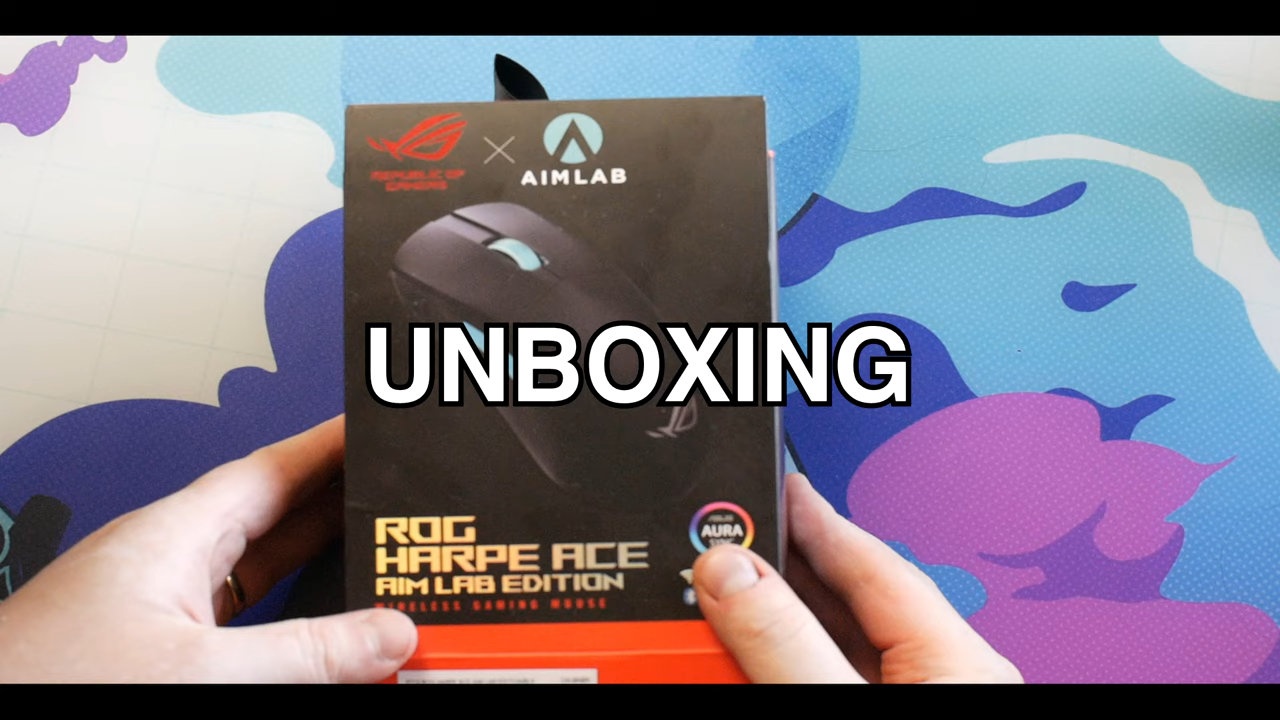 REPUBLIC OF
GAMERS
AIMLAB
UNBOXING
ROG
HARPE ACE
AIM LAB EDITION
WIRELESS GAMING MOUSE
AURA